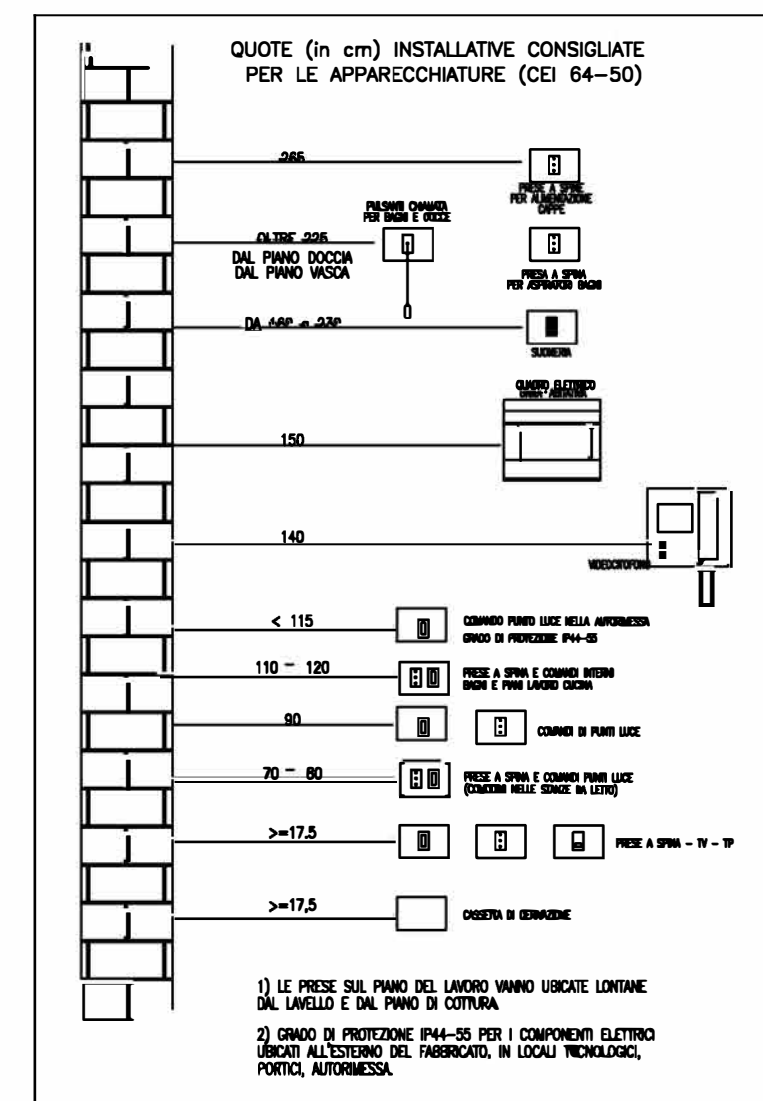 QUOTE (in cm) INSTALLATIVE CONSIGLIATE
PER LE APPARECCHIATURE (CEI 64-50)
265
PRESE A SPINE
PER ALIMENTAZIONE
CAPPE
PULSANTI CHIAMATA
PER BAGNI E DOCCE
OLTRE 225
DAL PIANO DOCCIA
DAL PIANO VASCA
PRESA A SPINA
PER ASPIRATORI BAGNI
DA
SUONERIA
QUADRO ELETTRICO
150
140
VIDEOCITOFONO
< 115
COMANDO PUNTO LUCE NELLA AUTORIMESSA
GRADO DI PROTEZIONE IP44-55
110 - 120
PRESE A SPINA E COMANDI INTERNI
BAGNI E PIANI LAVORO CUCINA
90
COMANDI DI PUNTI LUCE
70 - 80
PRESE A SPINA E COMANDI PUNTI LUCE
(COMODINI NELLE STANZE DA LETTO)
>=17.5
PRESE A SPINA - TV - TP
>=17,5
CASSETTA DI DERIVAZIONE
1) LE PRESE SUL PIANO DEL LAVORO VANNO UBICATE LONTANE
DAL LAVELLO E DAL PIANO DI COTTURA
2) GRADO DI PROTEZIONE IP44-55 PER I COMPONENTI ELETTRICI
UBICATI ALL'ESTERNO DEL FABBRICATO, IN LOCALI TECNOLOGICI,
PORTICI, AUTORIMESSA.